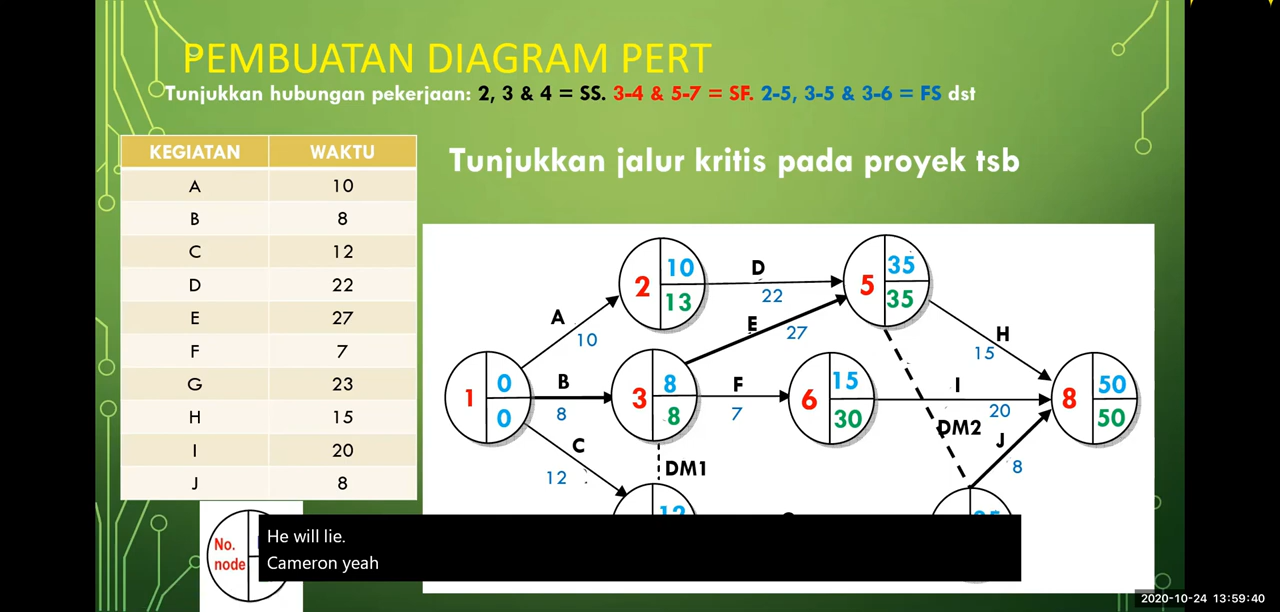 PEMBUATAN DIAGRAM PERT
Tunjukkan hubungan pekerjaan: 2, 3 & 4 = SS. 3-4 & 5-7 = SF. 2-5, 3-5 & 3-6 = FS dst
KEGIATAN WAKTU
A 10
B 8
C 12
D 22
E 27
F 7
G 23
H 15
I 20
J 8
Tunjukkan jalur kritis pada proyek tsb
2 10 13
D
22
5 35 35
A
10
E
27
H
15
1 0 0
B
8
3 8 8
F
7
6 15 30
I
20
8 50 50
C
12
DM1
DM2
J
8
12
No.
node
He will lie.
Cameron yeah
2020-10-24 13:59:40